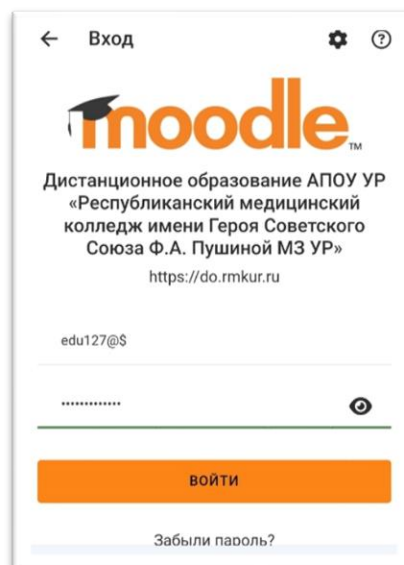 Вход
moodle™
Дистанционное образование АПОУ УР
«Республиканский медицинский
колледж имени Героя Советского
Союза Ф.А. Пушиной МЗ УР»
https://do.rmkur.ru
edu127@$
•••••••••••••
ВОЙТИ
Забыли пароль?